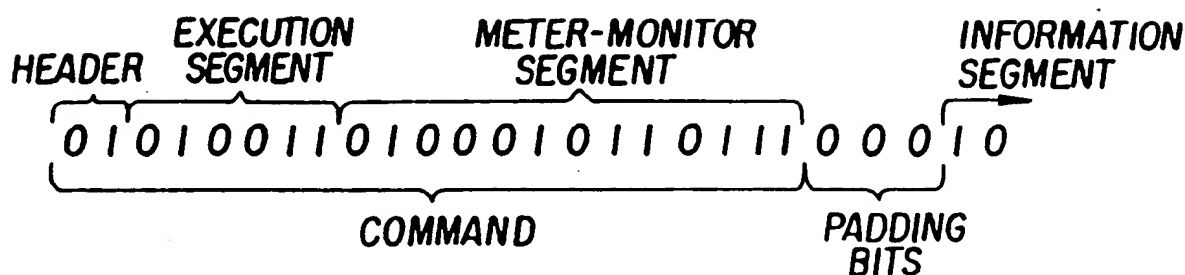 EXECUTION METER-MONITOR INFORMATION
HEADER SEGMENT SEGMENT SEGMENT
0 1 0 1 0 0 1 1 0 1 0 0 0 1 0 1 1 0 1 1 1 0 0 0 1 0
COMMAND PADDING
BITS